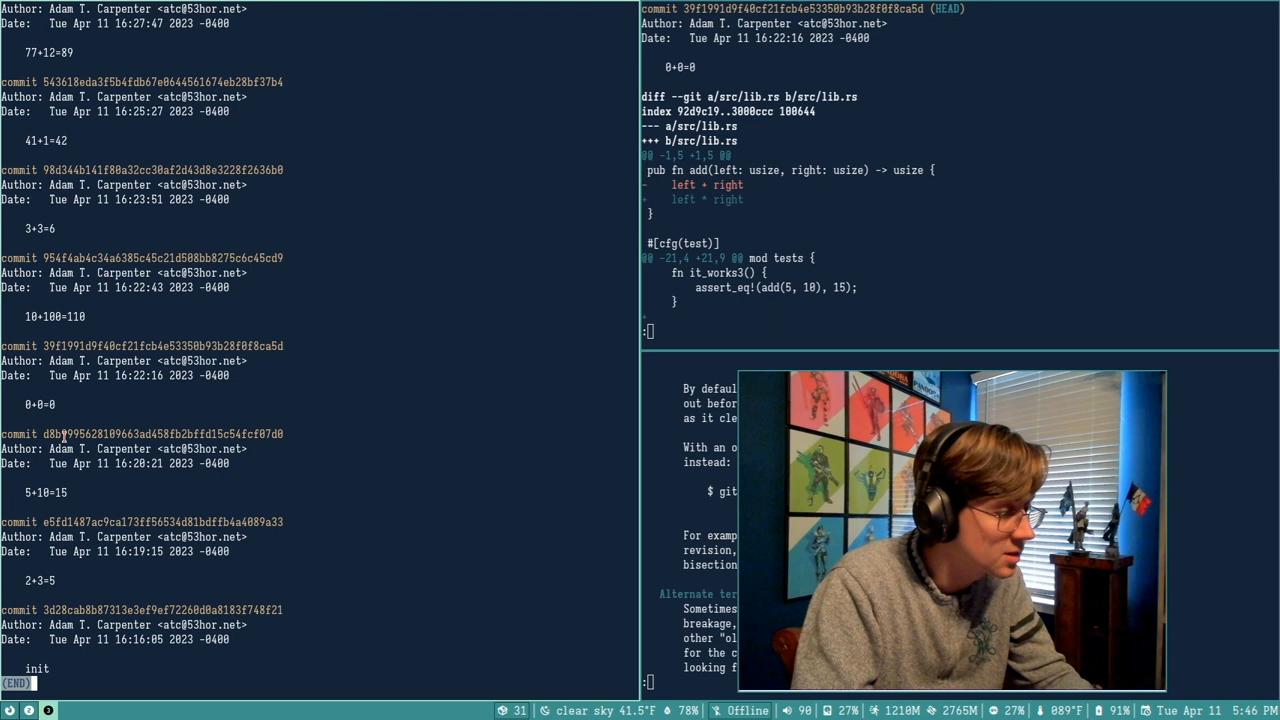 Author: Adam T. Carpenter <atc@53hor.net>
Date:   Tue Apr 11 16:27:47 2023 -0400
77+12=89
commit 543618eda3f5b4fdb67e0644561674eb28bf37b4
Author: Adam T. Carpenter <atc@53hor.net>
Date:   Tue Apr 11 16:25:27 2023 -0400
41+1=42
commit 98d344b141f80a32cc30af2d43d8e3228f2636b0
Author: Adam T. Carpenter <atc@53hor.net>
Date:   Tue Apr 11 16:23:51 2023 -0400
3+3=6
commit 954f4ab4c34a6385c45c21d508bb8275c6c45cd9
Author: Adam T. Carpenter <atc@53hor.net>
Date:   Tue Apr 11 16:22:43 2023 -0400
10+100=110
commit 39f1991d9f40cf21fcb4e53350b93b28f0f8ca5d
Author: Adam T. Carpenter <atc@53hor.net>
Date:   Tue Apr 11 16:22:16 2023 -0400
0+0=0
commit
Author: Adam T. Carpenter <atc@53hor.net>
Date:   Tue Apr 11 16:20:21 2023 -0400
5+10=15
commit e5fd1487ac9ca173ff56534d81bdffb4a4089a33
Author: Adam T. Carpenter <atc@53hor.net>
Date:   Tue Apr 11 16:19:15 2023 -0400
2+3=5
commit 3d28cab8b87313e3ef9ef72260d0a8183f748f21
Author: Adam T. Carpenter <atc@53hor.net>
Date:   Tue Apr 11 16:16:05 2023 -0400
init
(END)
commit 39f1991d9f40cf21fcb4e53350b93b28f0f8ca5d (HEAD)
Author: Adam T. Carpenter <atc@53hor.net>
Date:   Tue Apr 11 16:22:16 2023 -0400
0+0=0
diff --git a/src/lib.rs b/src/lib.rs
index 92d9c19..3000ccc 100644
--- a/src/lib.rs
+++ b/src/lib.rs
@@ -1,5 +1,5 @@
pub fn add(left: usize, right: usize) -> usize {
-    left + right
+    left * right
}
#[cfg(test)]
@@ -21,4 +21,9 @@ mod tests {
fn it_works3() {
assert_eq!(add(5, 10), 15);
}
+
:
By defau
out befor
as it cle
With an o
instead:
$ git
For examp
revision,
bisection
Alternate ter
Sometimes
breakage,
other "ol
for the c
looking f
:
2 3 31 clear sky 41.5°F 78% Offline 90 27% 1210M 2765M 27% 089°F 91% Tue Apr 11, 5:46 PM